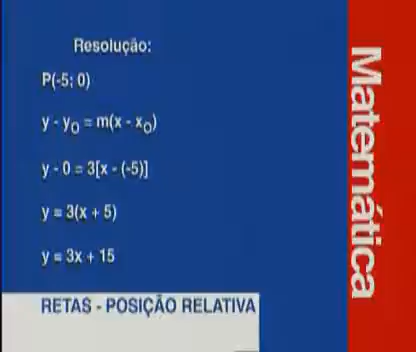 Resolução:
P(-5; 0)
y - y₀ = m(x - x₀)
y - 0 = 3[x - (-5)]
y = 3(x + 5)
y = 3x + 15
RETAS - POSIÇÃO RELATIVA
Matemática